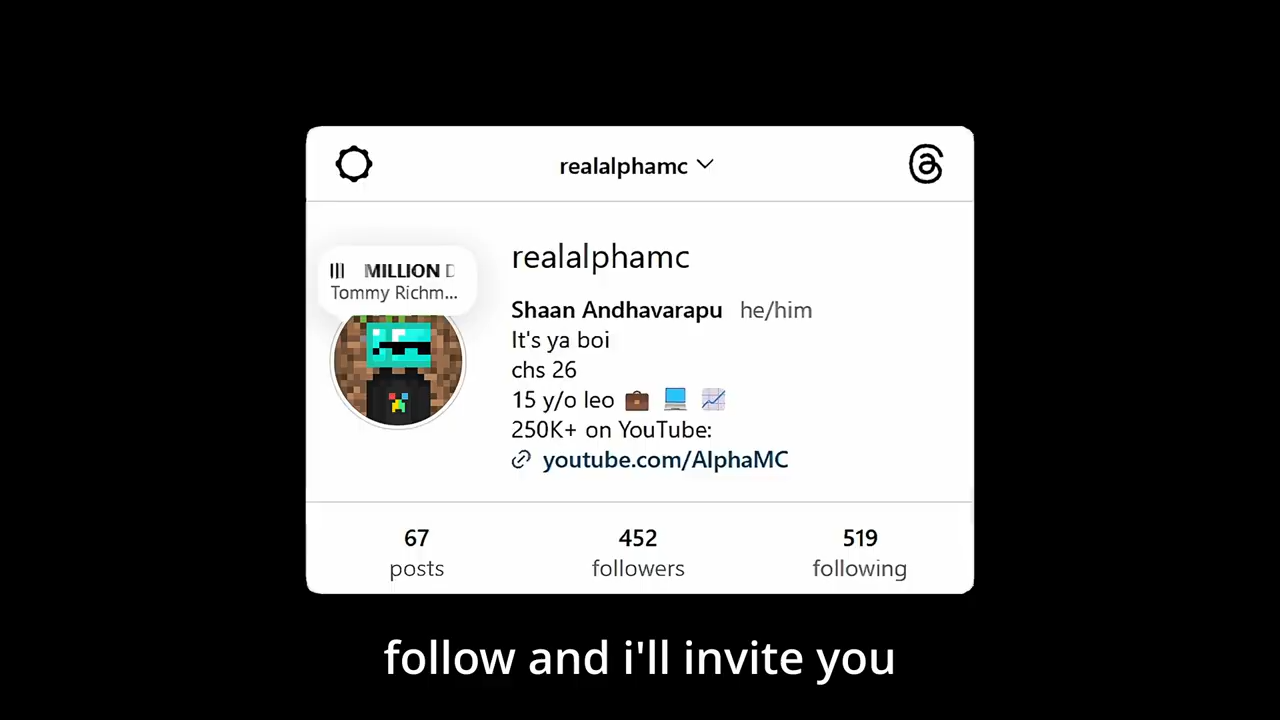 realalphamc
MILLION D
Tommy Richm...
realalphamc
Shaan Andhavarapu he/him
It's ya boi
chs 26
15 y/o leo 💼 💻 📈
250K+ on YouTube:
youtube.com/AlphaMC
67 452 519
posts followers following
follow and i'll invite you